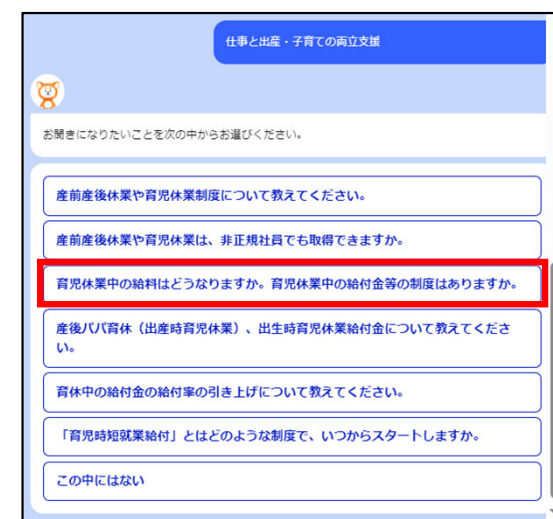 仕事と出産・子育ての両立支援
お聞きになりたいことを次の中からお選びください。
産前産後休業や育児休業制度について教えてください。
産前産後休業や育児休業は、非正規社員でも取得できますか。
育児休業中の給料はどうなりますか。育児休業中の給付金等の制度はありますか。
産後パパ育休（出産時育児休業）、出生時育児休業給付金について教えてくださ
い。
育休中の給付金の給付率の引き上げについて教えてください。
「育児時短就業給付」とはどのような制度で、いつからスタートしますか。
この中にはない